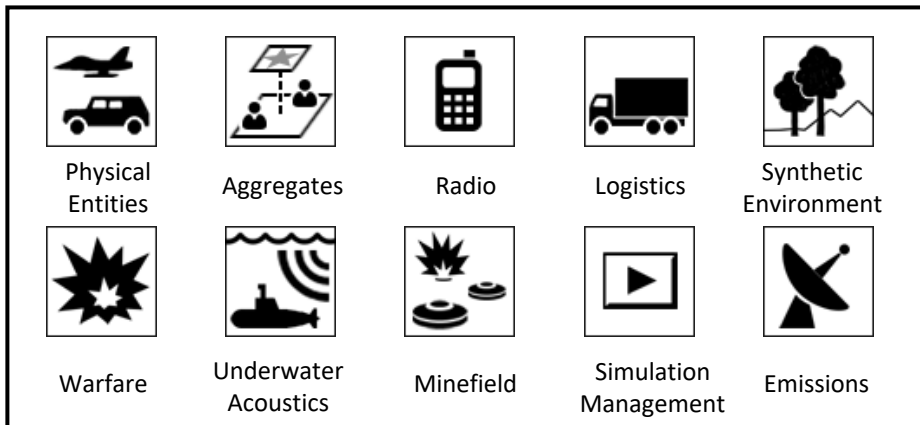 Physical
Entities
Aggregates
Radio
Logistics
Synthetic
Environment
Warfare
Underwater
Acoustics
Minefield
Simulation
Management
Emissions